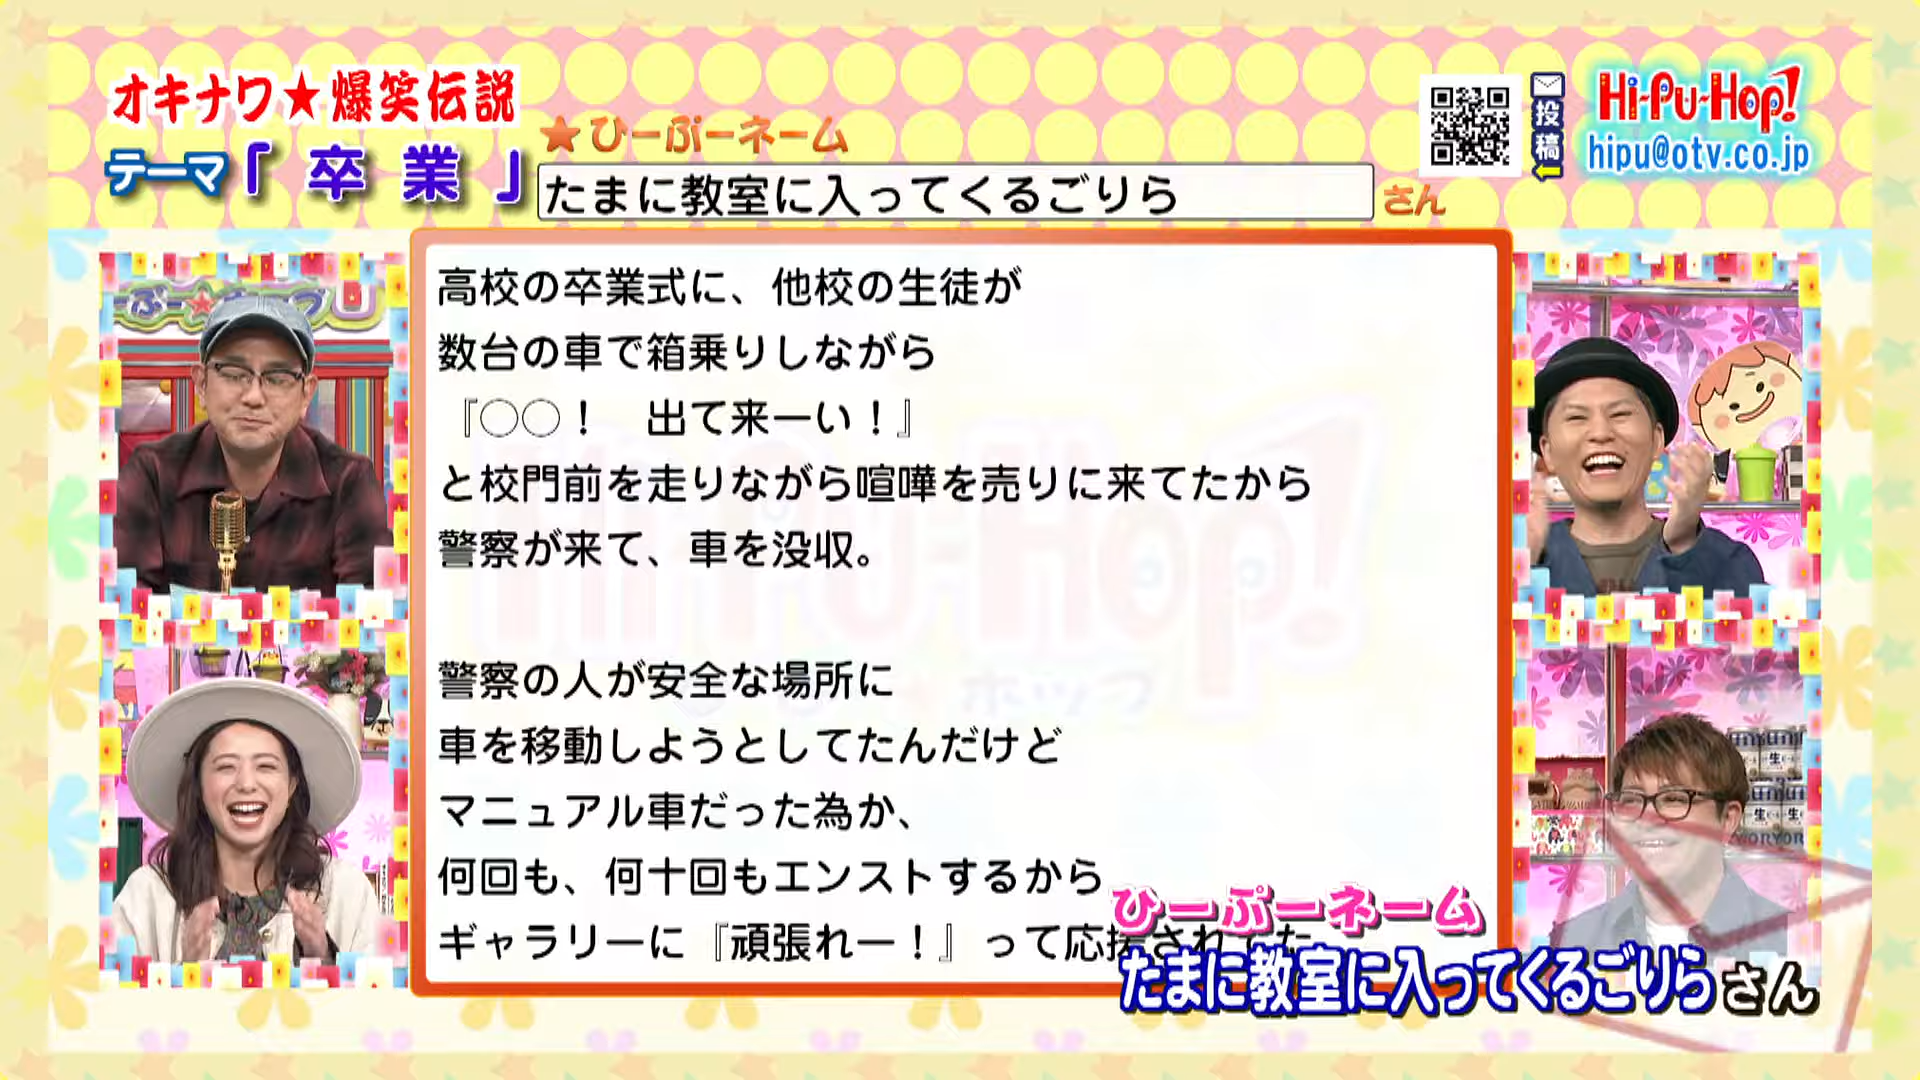 オキナワ★爆笑伝説
テーマ「卒業」
★ひーぷーネーム
たまに教室に入ってくるごりら
さん
投稿
Hi-Pu-Hop!
hipu@otv.co.jp
高校の卒業式に、他校の生徒が
数台の車で箱乗りしながら
『○○！　出て来ーい！』
と校門前を走りながら喧嘩を売りに来てたから
警察が来て、車を没収。
警察の人が安全な場所に
車を移動しようとしてたんだけど
マニュアル車だった為か、
何回も、何十回もエンストするから
ギャラリーに『頑張れー！』って応援されてた
ひーぷーネーム
たまに教室に入ってくるごりらさん